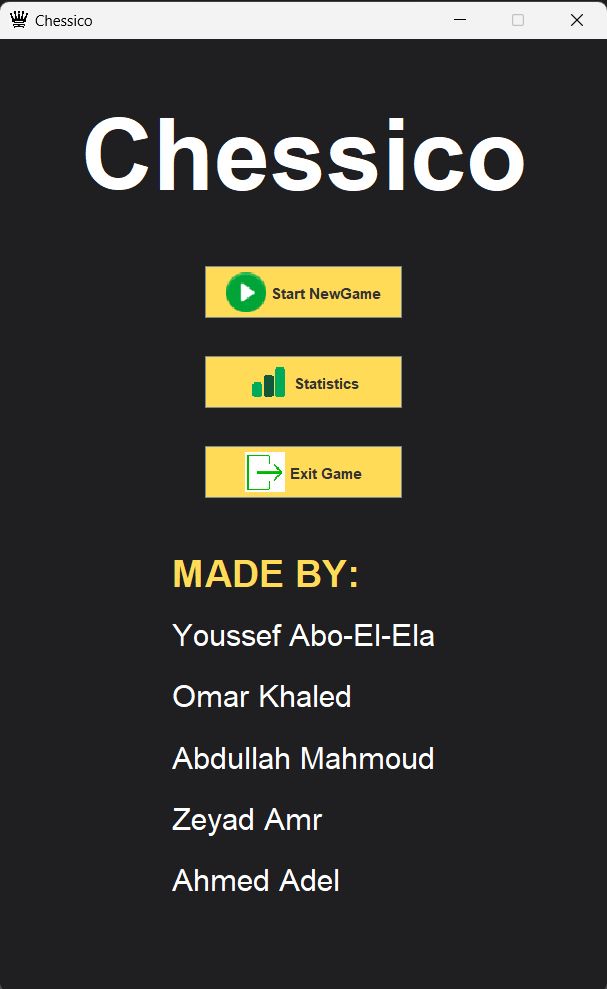 Chessico
Chessico
Start NewGame
Statistics
Exit Game
MADE BY:
Youssef Abo-El-Ela
Omar Khaled
Abdullah Mahmoud
Zeyad Amr
Ahmed Adel